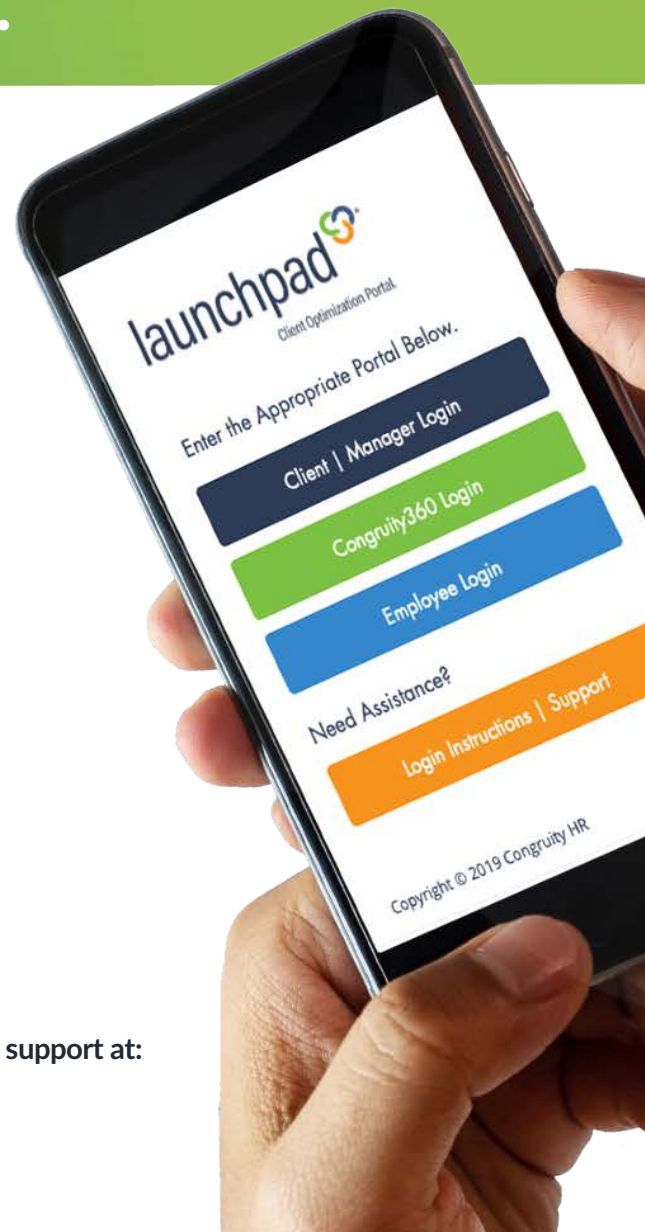 .
launchpad
Client Optimization Portal.
Enter the Appropriate Portal Below.
Client | Manager Login
Congruity360 Login
Employee Login
Need Assistance?
Login Instructions | Support
Copyright © 2019 Congruity HR
support at: